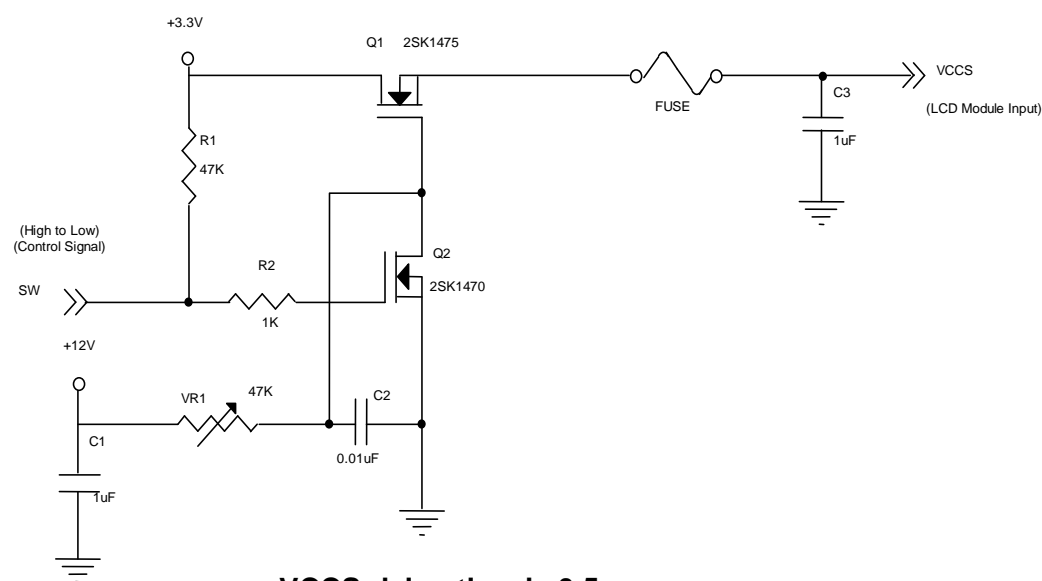 +3.3V
Q1 2SK1475
VCCS
FUSE
C3
(LCD Module Input)
R1
1uF
47K
(High to Low)
(Control Signal)
Q2
R2
SW
2SK1470
1K
+12V
VR1
47K
C2
C1
0.01uF
1uF